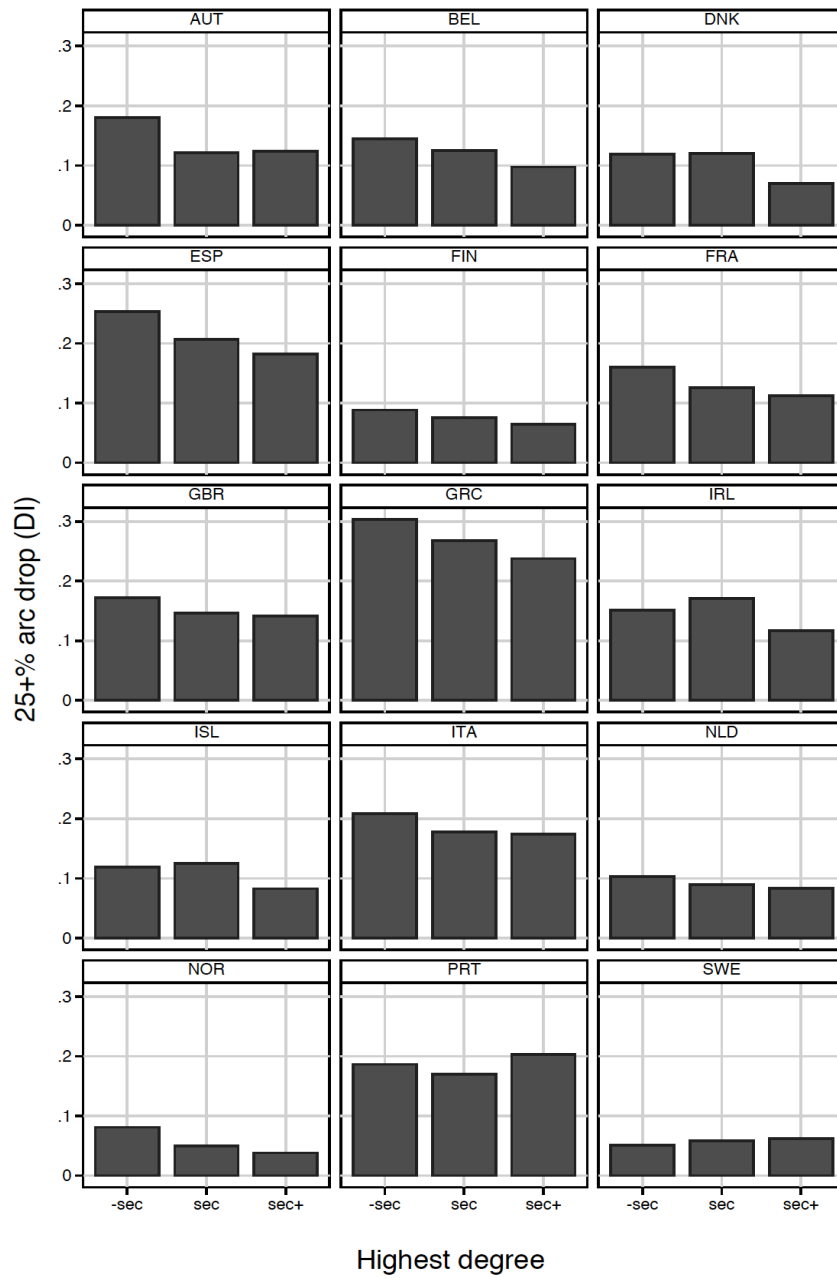 AUT BEL DNK
.3
.2
.1
0
ESP FIN FRA
.3
.2
.1
0
GBR GRC IRL
.3
.2
.1
0
ISL ITA NLD
.3
.2
.1
0
NOR PRT SWE
.3
.2
.1
0
-sec sec sec+ -sec sec sec+ -sec sec sec+
25+% arc drop (DI)
Highest degree